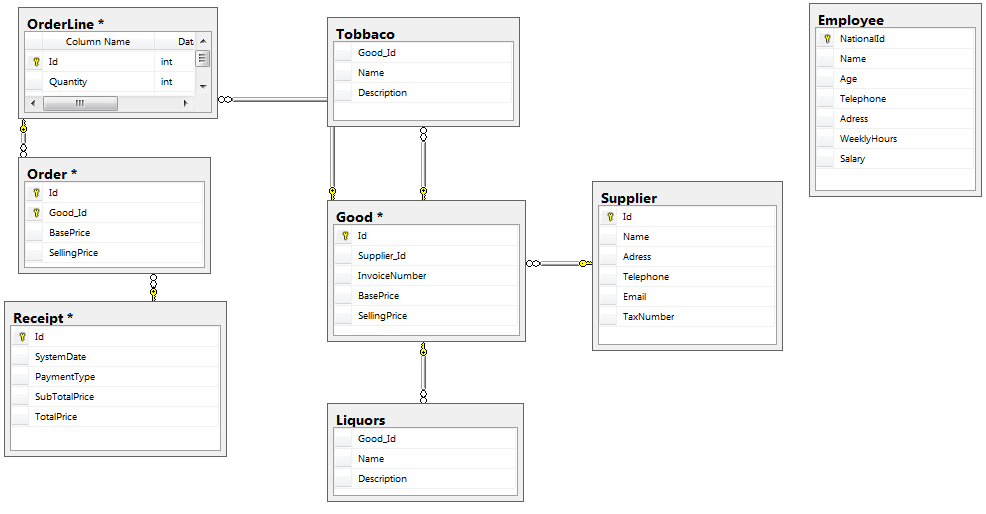 OrderLine *
Column Name Dat
Id int
Quantity int
Tobbaco
Good_Id
Name
Description
Employee
NationalId
Name
Age
Telephone
Adress
WeeklyHours
Salary
Order *
Id
Good_Id
BasePrice
SellingPrice
Good *
Id
Supplier_Id
InvoiceNumber
BasePrice
SellingPrice
Supplier
Id
Name
Adress
Telephone
Email
TaxNumber
Receipt *
Id
SystemDate
PaymentType
SubTotalPrice
TotalPrice
Liquors
Good_Id
Name
Description